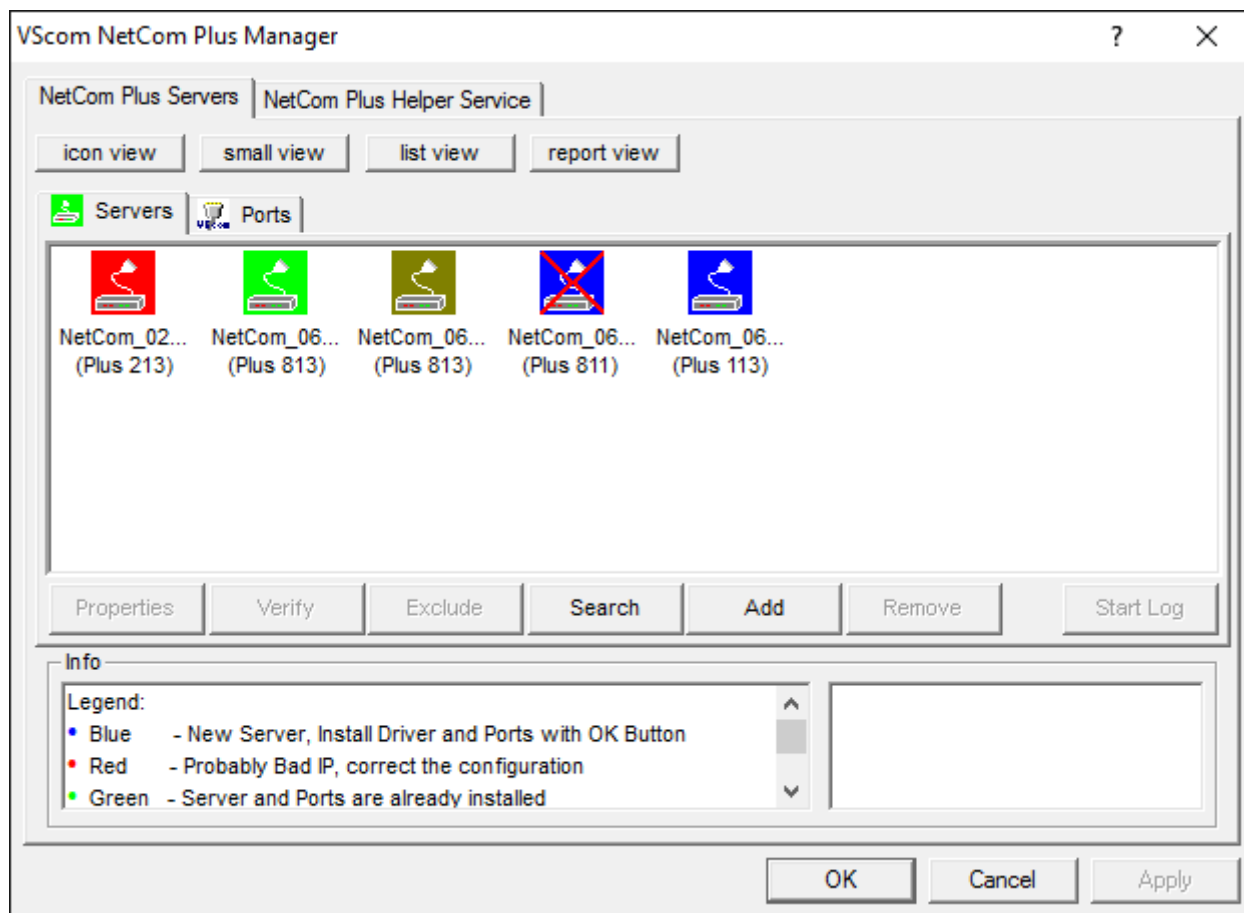 VScom NetCom Plus Manager
NetCom Plus Servers NetCom Plus Helper Service
icon view small view list view report view
Servers Ports
NetCom_02... NetCom_06... NetCom_06... NetCom_06... NetCom_06...
(Plus 213) (Plus 813) (Plus 813) (Plus 811) (Plus 113)
Properties Verify Exclude Search Add Remove Start Log
Info
Legend:
• Blue - New Server, Install Driver and Ports with OK Button
• Red - Probably Bad IP, correct the configuration
• Green - Server and Ports are already installed
OK Cancel Apply